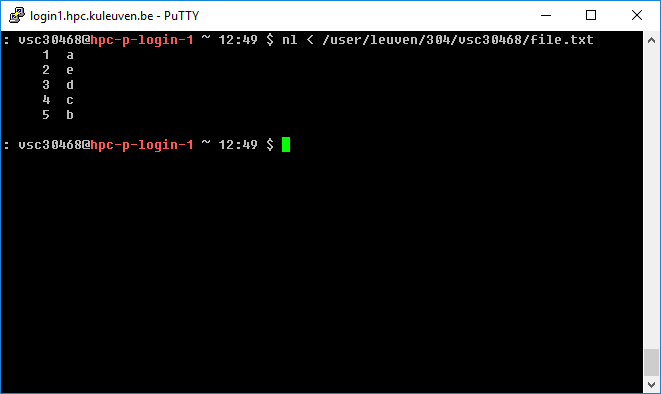 login1.hpc.kuleuven.be - PuTTY
: vsc30468@hpc-p-login-1 ~ 12:49 $ nl < /user/leuven/304/vsc30468/file.txt
1 a
2 e
3 d
4 c
5 b
: vsc30468@hpc-p-login-1 ~ 12:49 $